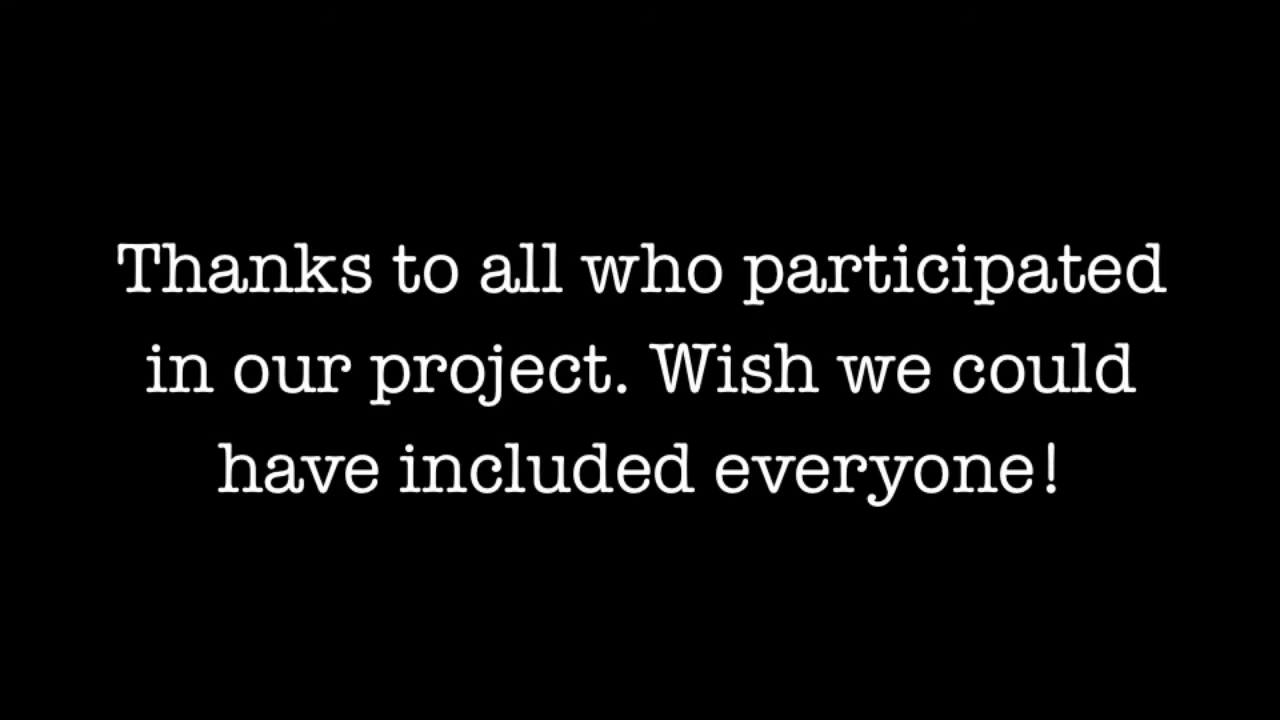 Thanks to all who participated
in our project. Wish we could
have included everyone!